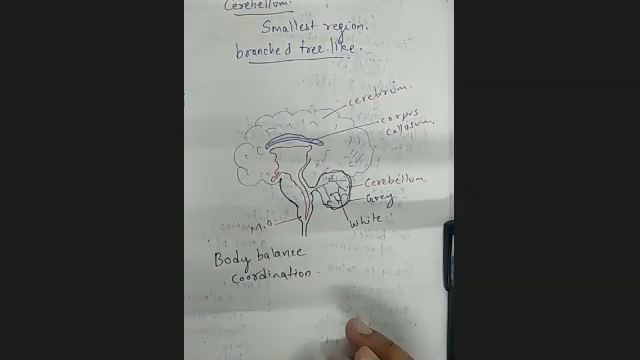 Cerebellum.
Smallest region.
branched tree like.
cerebrum.
corpus
callosum.
Cerebellum.
Grey.
White
M.O
Body balance
coordination.